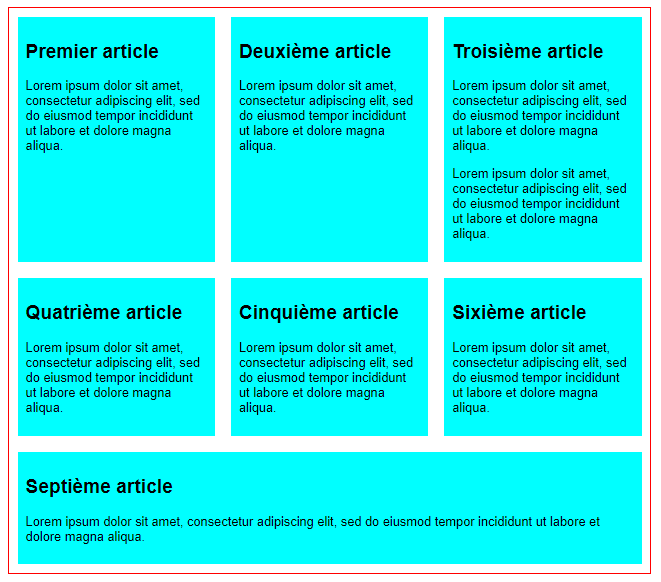 Premier article
Lorem ipsum dolor sit amet,
consectetur adipiscing elit, sed
do eiusmod tempor incididunt
ut labore et dolore magna
aliqua.
Deuxième article
Lorem ipsum dolor sit amet,
consectetur adipiscing elit, sed
do eiusmod tempor incididunt
ut labore et dolore magna
aliqua.
Troisième article
Lorem ipsum dolor sit amet,
consectetur adipiscing elit, sed
do eiusmod tempor incididunt
ut labore et dolore magna
aliqua.
Lorem ipsum dolor sit amet,
consectetur adipiscing elit, sed
do eiusmod tempor incididunt
ut labore et dolore magna
aliqua.
Quatrième article
Lorem ipsum dolor sit amet,
consectetur adipiscing elit, sed
do eiusmod tempor incididunt
ut labore et dolore magna
aliqua.
Cinquième article
Lorem ipsum dolor sit amet,
consectetur adipiscing elit, sed
do eiusmod tempor incididunt
ut labore et dolore magna
aliqua.
Sixième article
Lorem ipsum dolor sit amet,
consectetur adipiscing elit, sed
do eiusmod tempor incididunt
ut labore et dolore magna
aliqua.
Septième article
Lorem ipsum dolor sit amet, consectetur adipiscing elit, sed do eiusmod tempor incididunt ut labore et
dolore magna aliqua.